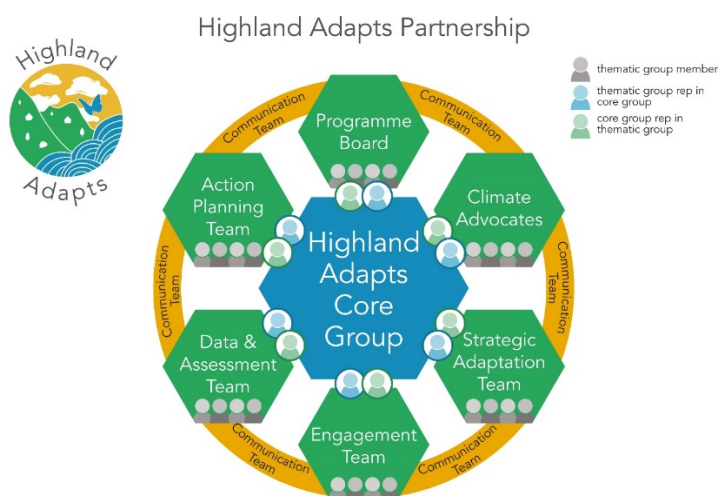 Highland Adapts Partnership
Highland
Adapts
thematic group member
thematic group rep in
core group
core group rep in
thematic group
Communication
Team
Communication
Team
Programme
Board
Action
Planning
Team
Climate
Advocates
Highland
Adapts
Core
Group
Communication
Team
Communication
Team
Data &
Assessment
Team
Strategic
Adaptation
Team
Engagement
Team
Communication
Team
Communication
Team